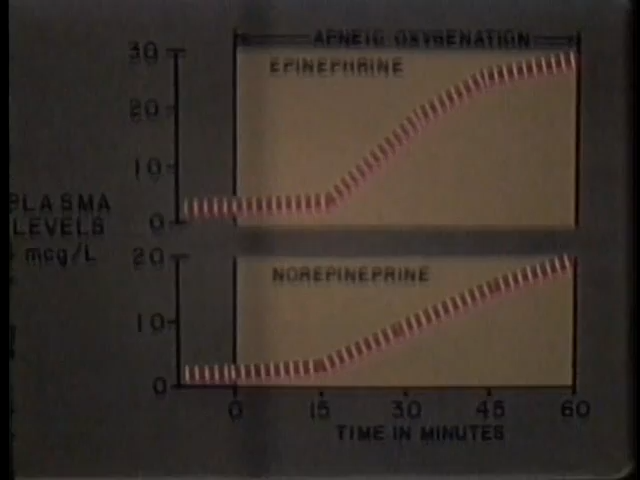 APNEIC OXYGENATION
EPINEPHRINE
30
20
10
0
PLASMA
LEVELS
mcg/L
NOREPINEPRINE
20
10
0
0 15 30 45 60
TIME IN MINUTES